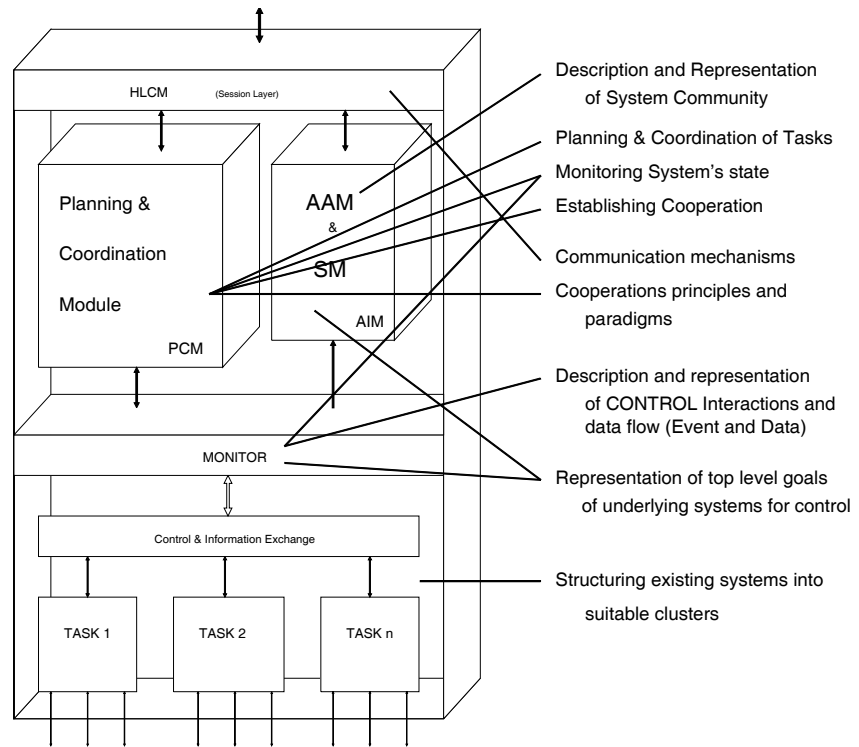 HLCM (Session Layer)
Planning &
Coordination
Module
PCM
AAM
&
SM
AIM
MONITOR
Control & Information Exchange
TASK 1
TASK 2
TASK n
Description and Representation
of System Community
Planning & Coordination of Tasks
Monitoring System's state
Establishing Cooperation
Communication mechanisms
Cooperations principles and
paradigms
Description and representation
of CONTROL Interactions and
data flow (Event and Data)
Representation of top level goals
of underlying systems for control
Structuring existing systems into
suitable clusters